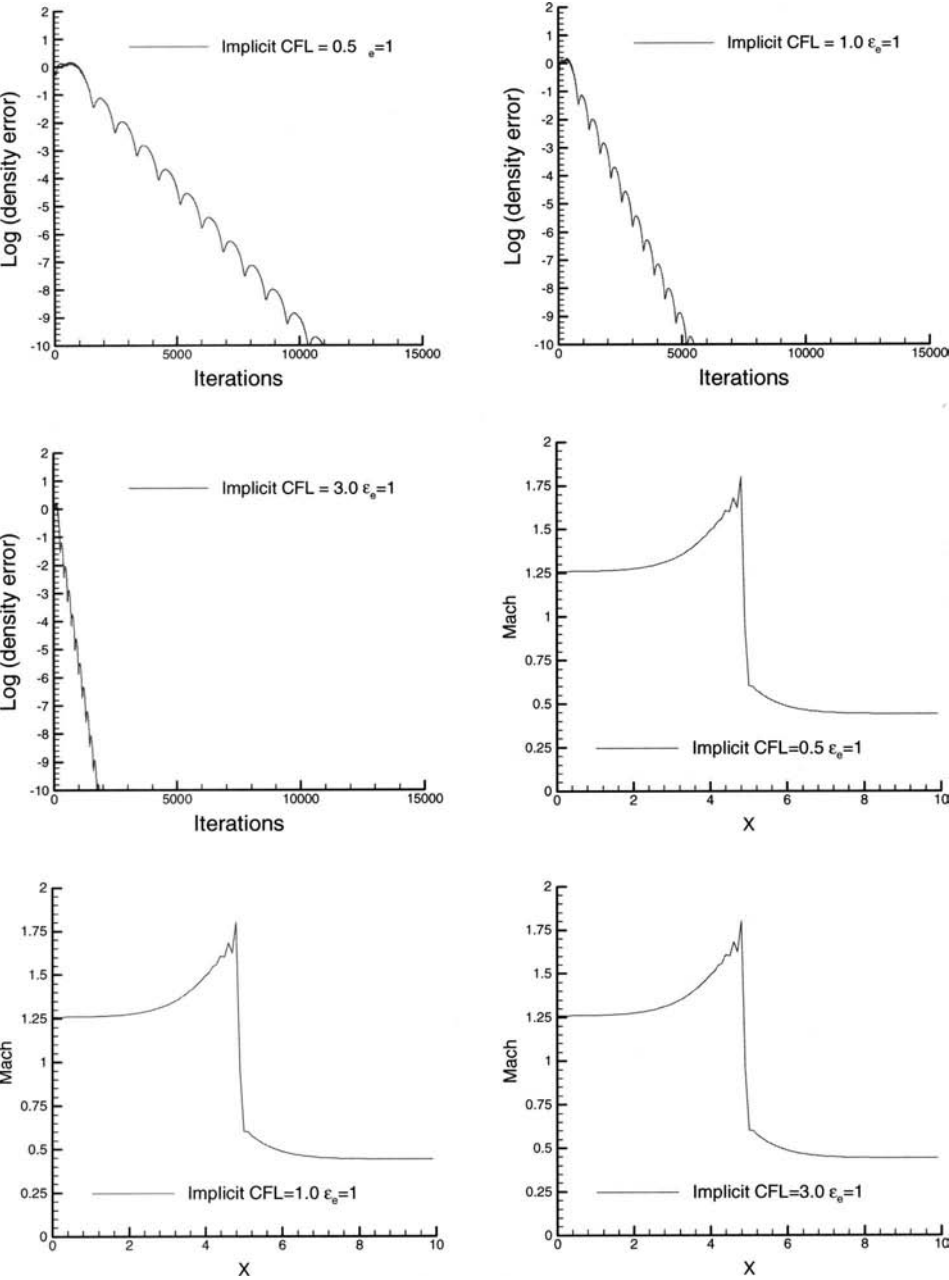 2
1
0
-1
-2
-3
-4
-5
-6
-7
-8
-9
-10
Log (density error)
Implicit CFL = 0.5 e=1
0 5000 10000 15000
Iterations
2
1
0
-1
-2
-3
-4
-5
-6
-7
-8
-9
-10
Log (density error)
Implicit CFL = 1.0 εe=1
0 5000 10000 15000
Iterations
2
1
0
-1
-2
-3
-4
-5
-6
-7
-8
-9
-10
Log (density error)
Implicit CFL = 3.0 εe=1
0 5000 10000 15000
Iterations
2
1.75
1.5
1.25
1
0.75
0.5
0.25
0
Mach
Implicit CFL=0.5 εe=1
0 2 4 6 8 10
X
2
1.75
1.5
1.25
1
0.75
0.5
0.25
0
Mach
Implicit CFL=1.0 εe=1
0 2 4 6 8 10
X
2
1.75
1.5
1.25
1
0.75
0.5
0.25
0
Mach
Implicit CFL=3.0 εe=1
0 2 4 6 8 10
X